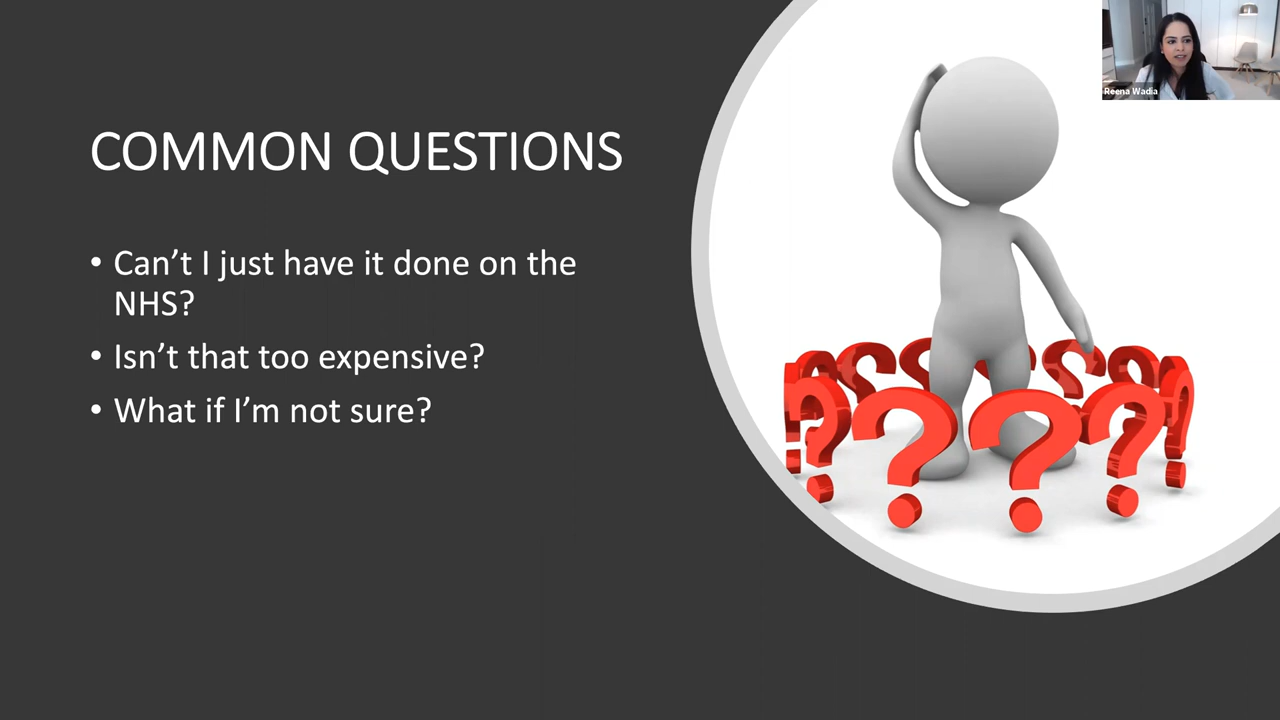 COMMON QUESTIONS
• Can’t I just have it done on the
NHS?
• Isn’t that too expensive?
• What if I’m not sure?
Reena Wadia